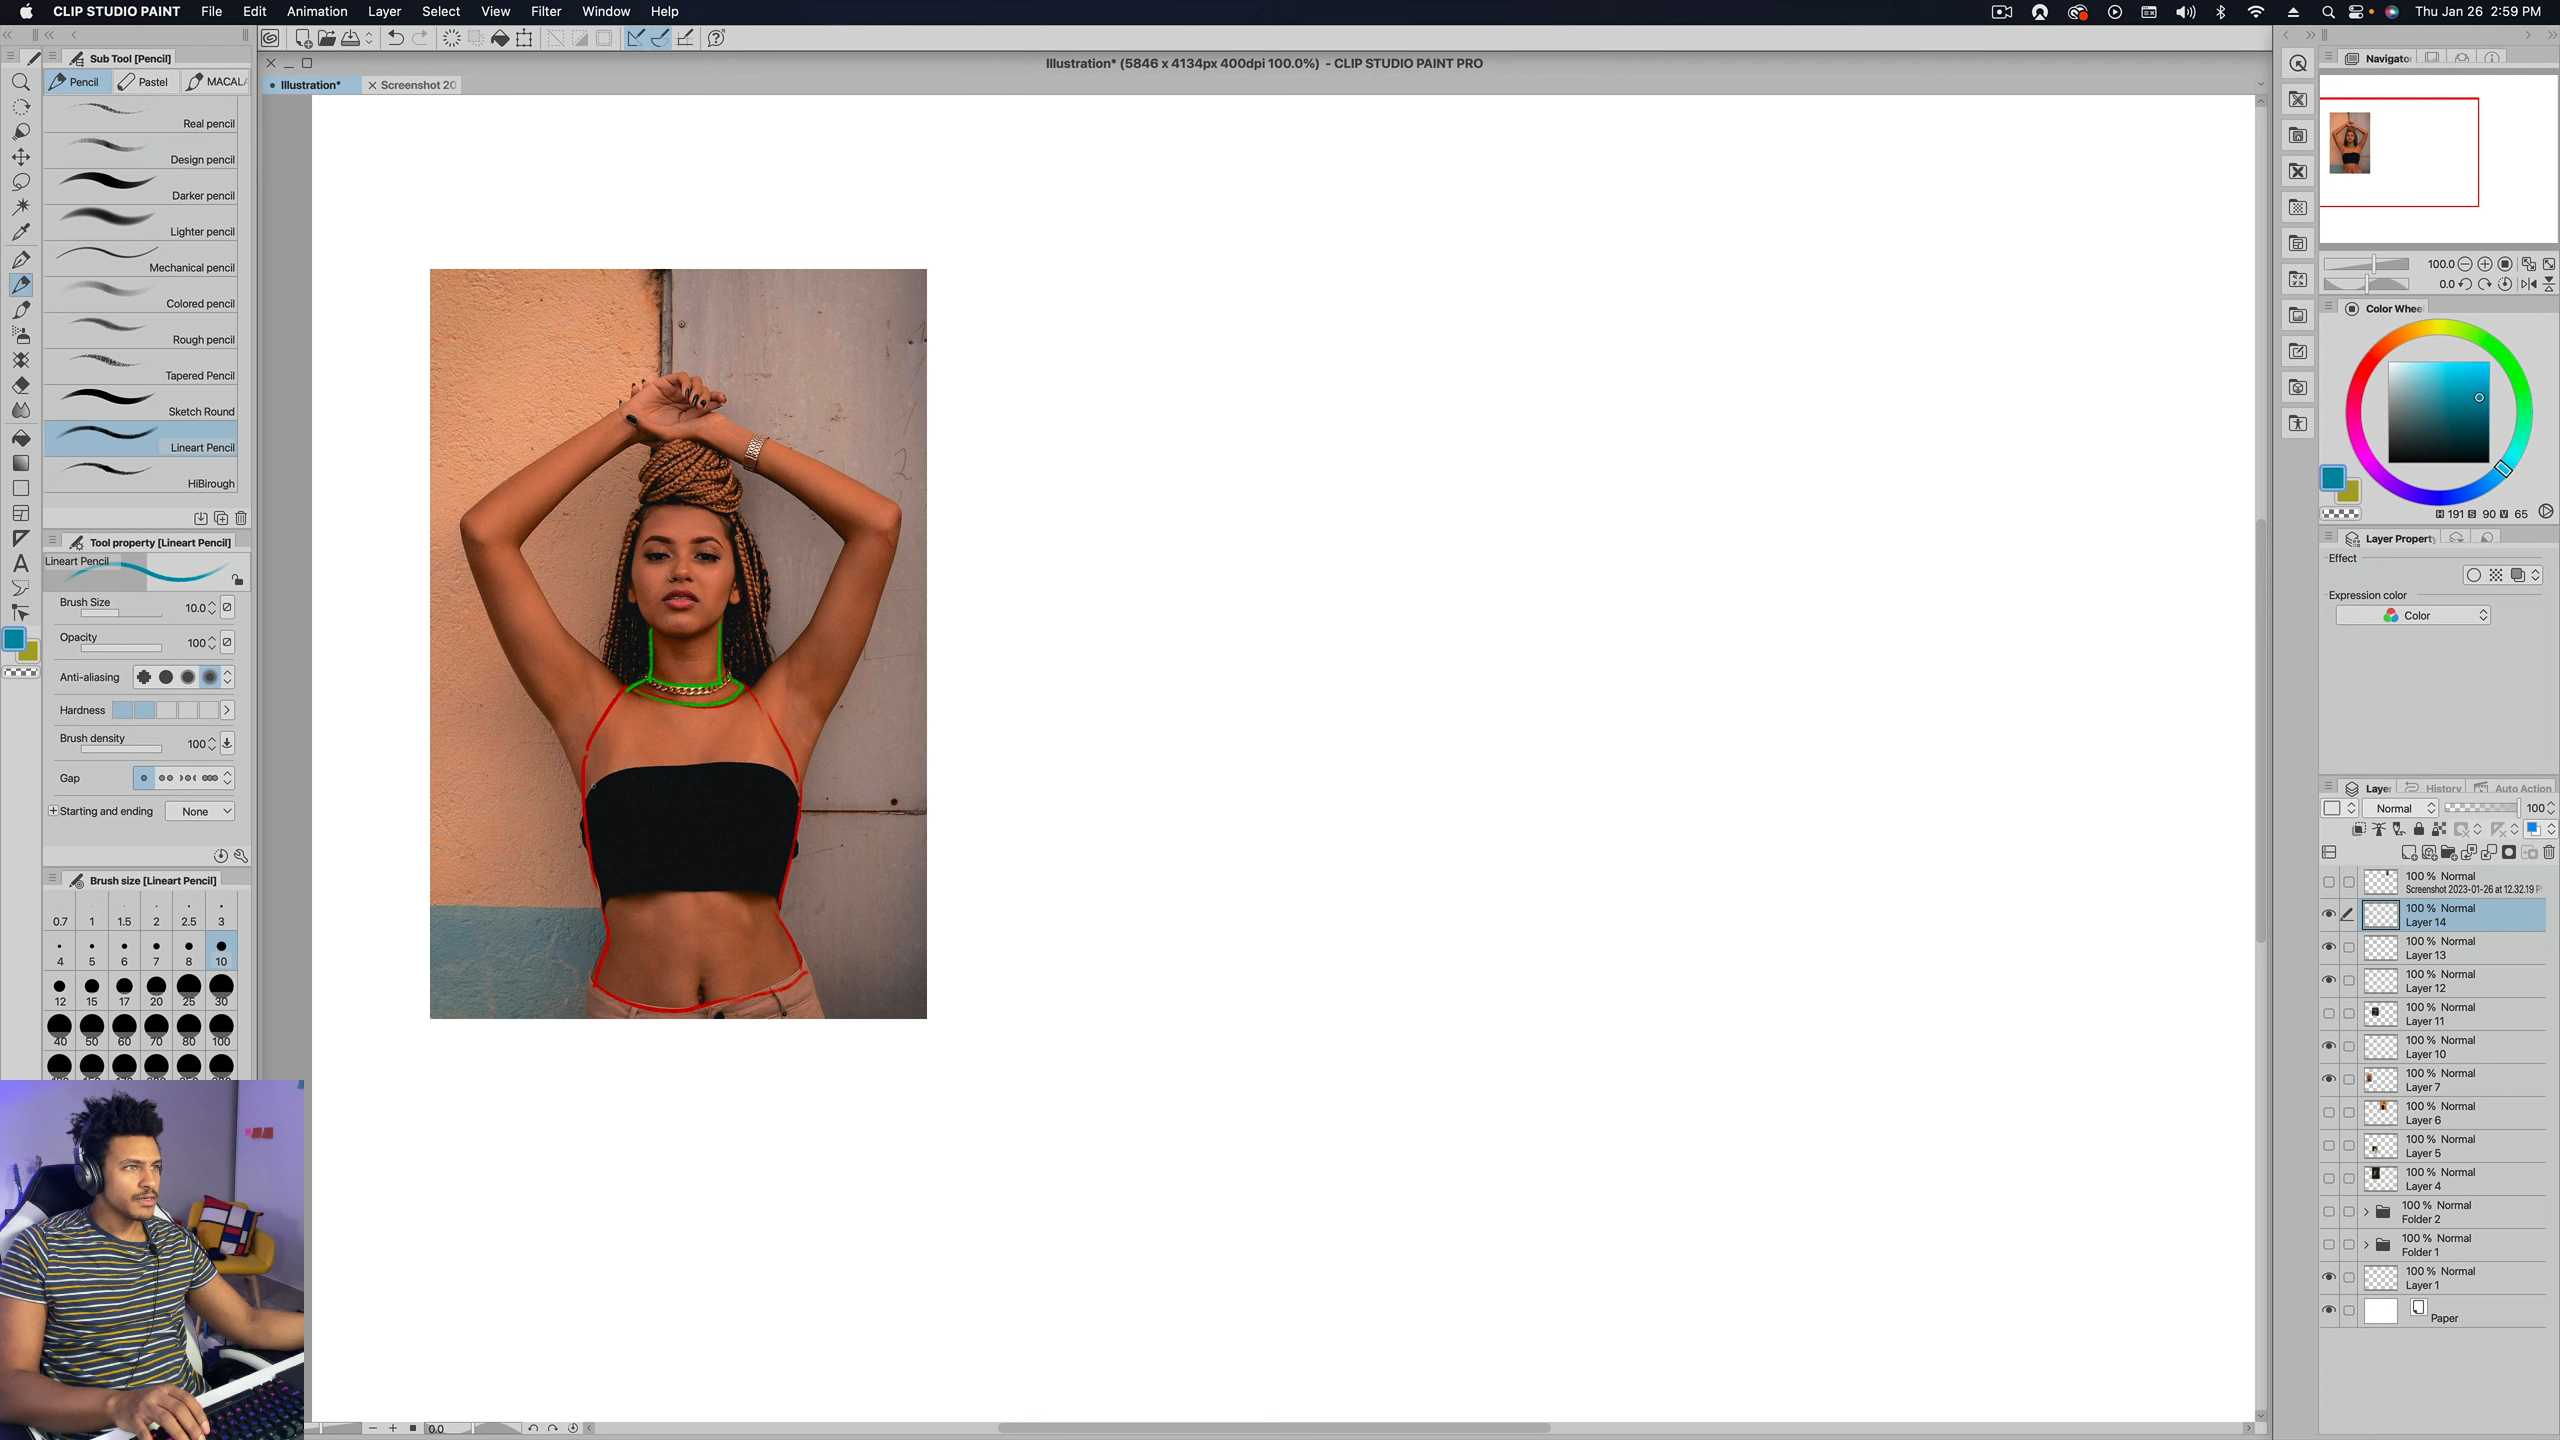 CLIP STUDIO PAINT File Edit Animation Layer Select View Filter Window Help
Thu Jan 26 2:59 PM
Illustration* (5846 x 4134px 400dpi 100.0%) - CLIP STUDIO PAINT PRO
Illustration* Screenshot 20
Sub Tool [Pencil]
Pencil Pastel MACALA
Real pencil
Design pencil
Darker pencil
Lighter pencil
Mechanical pencil
Colored pencil
Rough pencil
Tapered Pencil
Sketch Round
Lineart Pencil
HiBirough
Tool property [Lineart Pencil]
Lineart Pencil
Brush Size 10.0
Opacity 100
Anti-aliasing
Hardness
Brush density 100
Gap
Starting and ending None
Brush size [Lineart Pencil]
0.7 1 1.5 2 2.5 3
4 5 6 7 8 10
12 15 17 20 25 30
40 50 60 70 80 100
0.0
Navigator
100.0
0.0
Color Whee
H 191 S 90 V 65
Layer Property
Effect
Expression color
Color
Layer History Auto Action
Normal 100
100 % Normal
Screenshot 2023-01-26 at 12.32.19 P
100 % Normal
Layer 14
100 % Normal
Layer 13
100 % Normal
Layer 12
100 % Normal
Layer 11
100 % Normal
Layer 10
100 % Normal
Layer 7
100 % Normal
Layer 6
100 % Normal
Layer 5
100 % Normal
Layer 4
100 % Normal
Folder 2
100 % Normal
Folder 1
100 % Normal
Layer 1
Paper